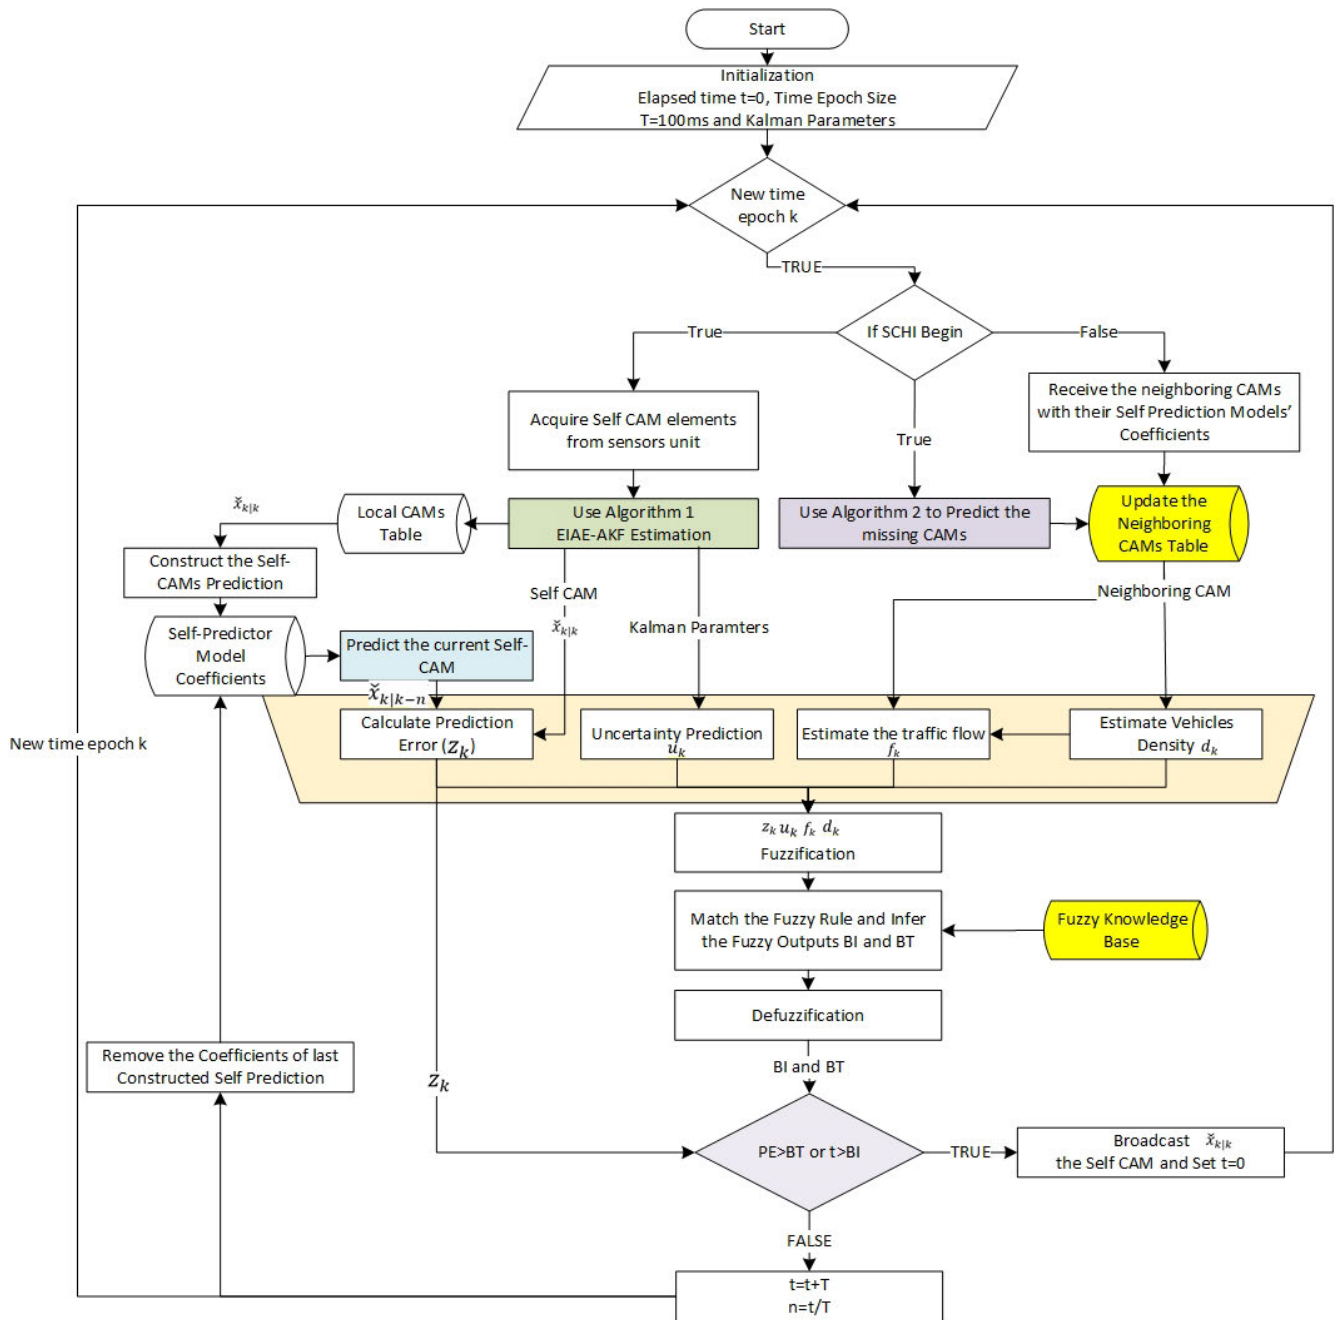 Start
Initialization
Elapsed time t=0, Time Epoch Size
T=100ms and Kalman Parameters
New time
epoch k
TRUE
If SCHI Begin
True
False
True
Acquire Self CAM elements
from sensors unit
Receive the neighboring CAMs
with their Self Prediction Models’
Coefficients
x̌ₖ|ₖ
Local CAMs
Table
Use Algorithm 1
EIAE-AKF Estimation
Use Algorithm 2 to Predict the
missing CAMs
Update the
Neighboring
CAMs Table
Construct the Self-
CAMs Prediction
Self CAM
x̌ₖ|ₖ
Kalman Paramters
Neighboring CAM
Self-Predictor
Model
Coefficients
Predict the current Self-
CAM
x̌ₖ|ₖ₋ₙ
Calculate Prediction
Error (zₖ)
Uncertainty Prediction
uₖ
Estimate the traffic flow
fₖ
Estimate Vehicles
Density dₖ
New time epoch k
zₖ uₖ fₖ dₖ
Fuzzification
Match the Fuzzy Rule and Infer
the Fuzzy Outputs BI and BT
Fuzzy Knowledge
Base
Defuzzification
BI and BT
Remove the Coefficients of last
Constructed Self Prediction
zₖ
PE>BT or t>BI
TRUE
Broadcast x̌ₖ|ₖ
the Self CAM and Set t=0
FALSE
t=t+T
n=t/T